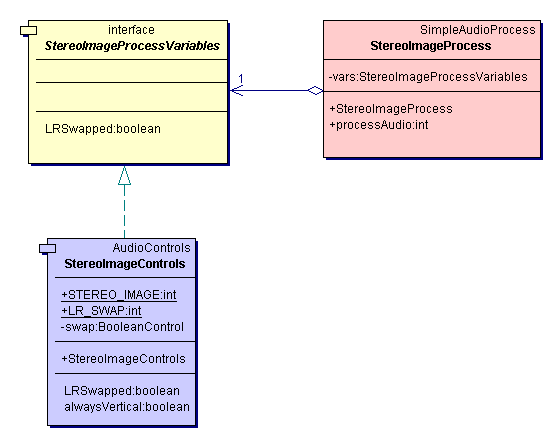 interface
StereoImageProcessVariables
LRSwapped:boolean
1
SimpleAudioProcess
StereoImageProcess
-vars:StereoImageProcessVariables
+StereoImageProcess
+processAudio:int
AudioControls
StereoImageControls
+STEREO_IMAGE:int
+LR_SWAP:int
-swap:BooleanControl
+StereoImageControls
LRSwapped:boolean
alwaysVertical:boolean